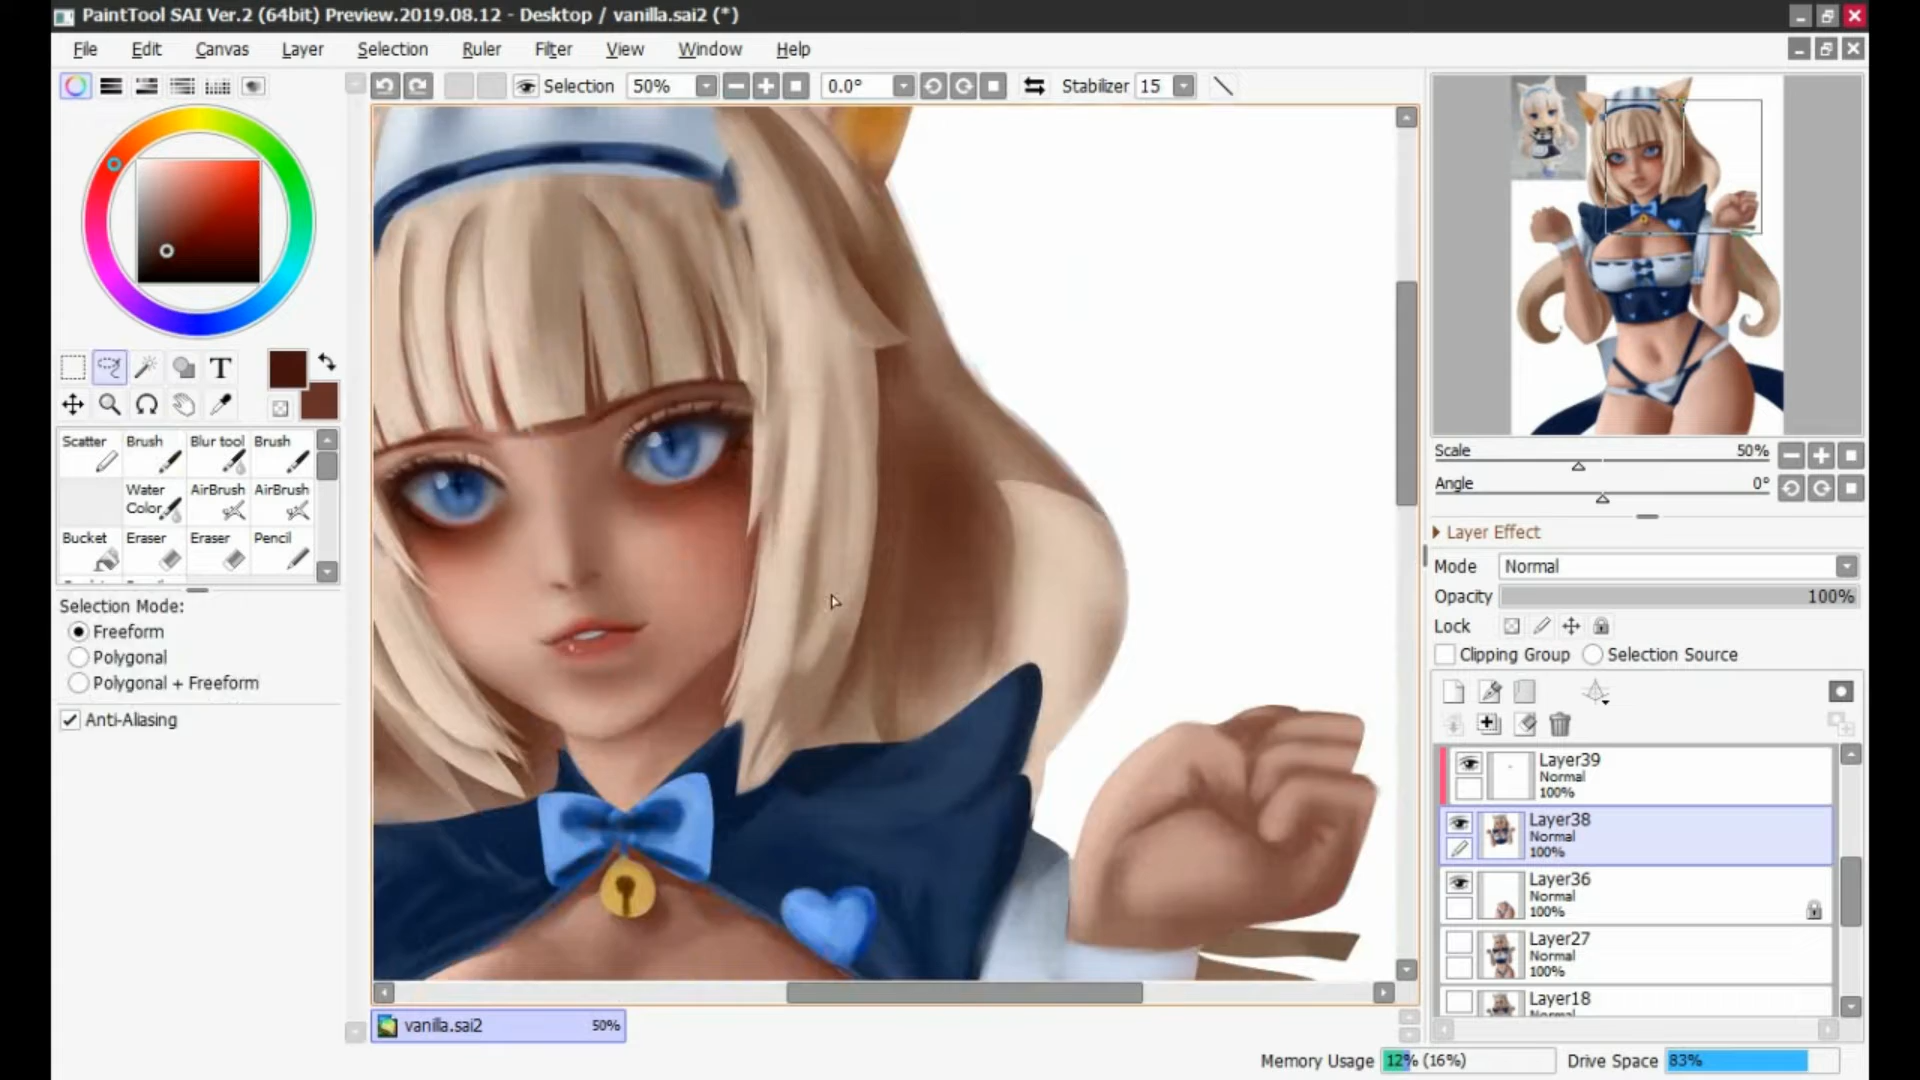 PaintTool SAI Ver.2 (64bit) Preview.2019.08.12 - Desktop / vanilla.sai2 (*)
File Edit Canvas Layer Selection Ruler Filter View Window Help
Selection 50% 0.0° Stabilizer 15
T
Scatter Brush Blur tool Brush
Water Color AirBrush AirBrush
Bucket Eraser Eraser Pencil
Selection Mode:
Freeform
Polygonal
Polygonal + Freeform
Anti-Aliasing
vanilla.sai2 50%
Scale 50%
Angle 0°
Layer Effect
Mode Normal
Opacity 100%
Lock
Clipping Group Selection Source
Layer39
Normal
100%
Layer38
Normal
100%
Layer36
Normal
100%
Layer27
Normal
100%
Layer18
Normal
Memory Usage 12% (16%) Drive Space 83%